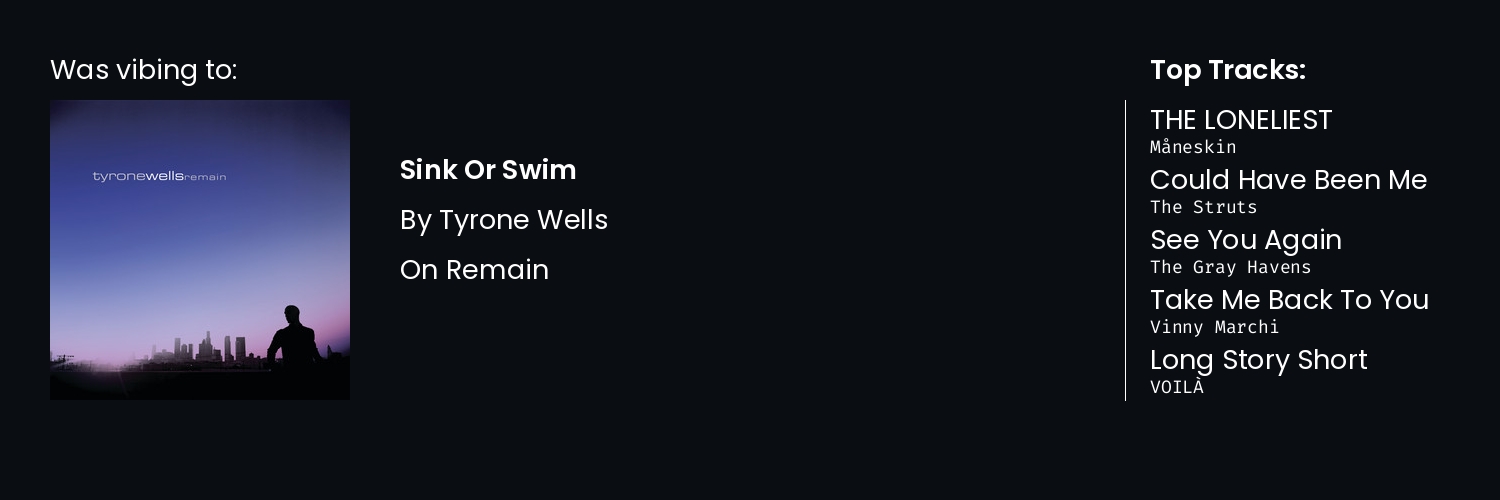 Was vibing to:
tyronewellsremain
Sink Or Swim
By Tyrone Wells
On Remain
Top Tracks:
THE LONELIEST
Måneskin
Could Have Been Me
The Struts
See You Again
The Gray Havens
Take Me Back To You
Vinny Marchi
Long Story Short
VOILÀ